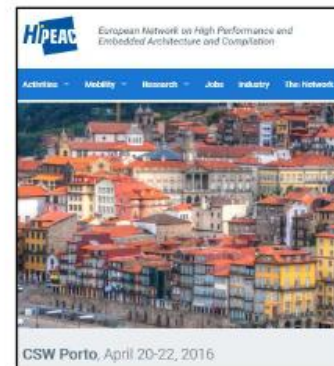 HiPEAC
European Network on High Performance and
Embedded Architecture and Compilation
Activities Mobility Research Jobs Industry The Network
CSW Porto, April 20-22, 2016